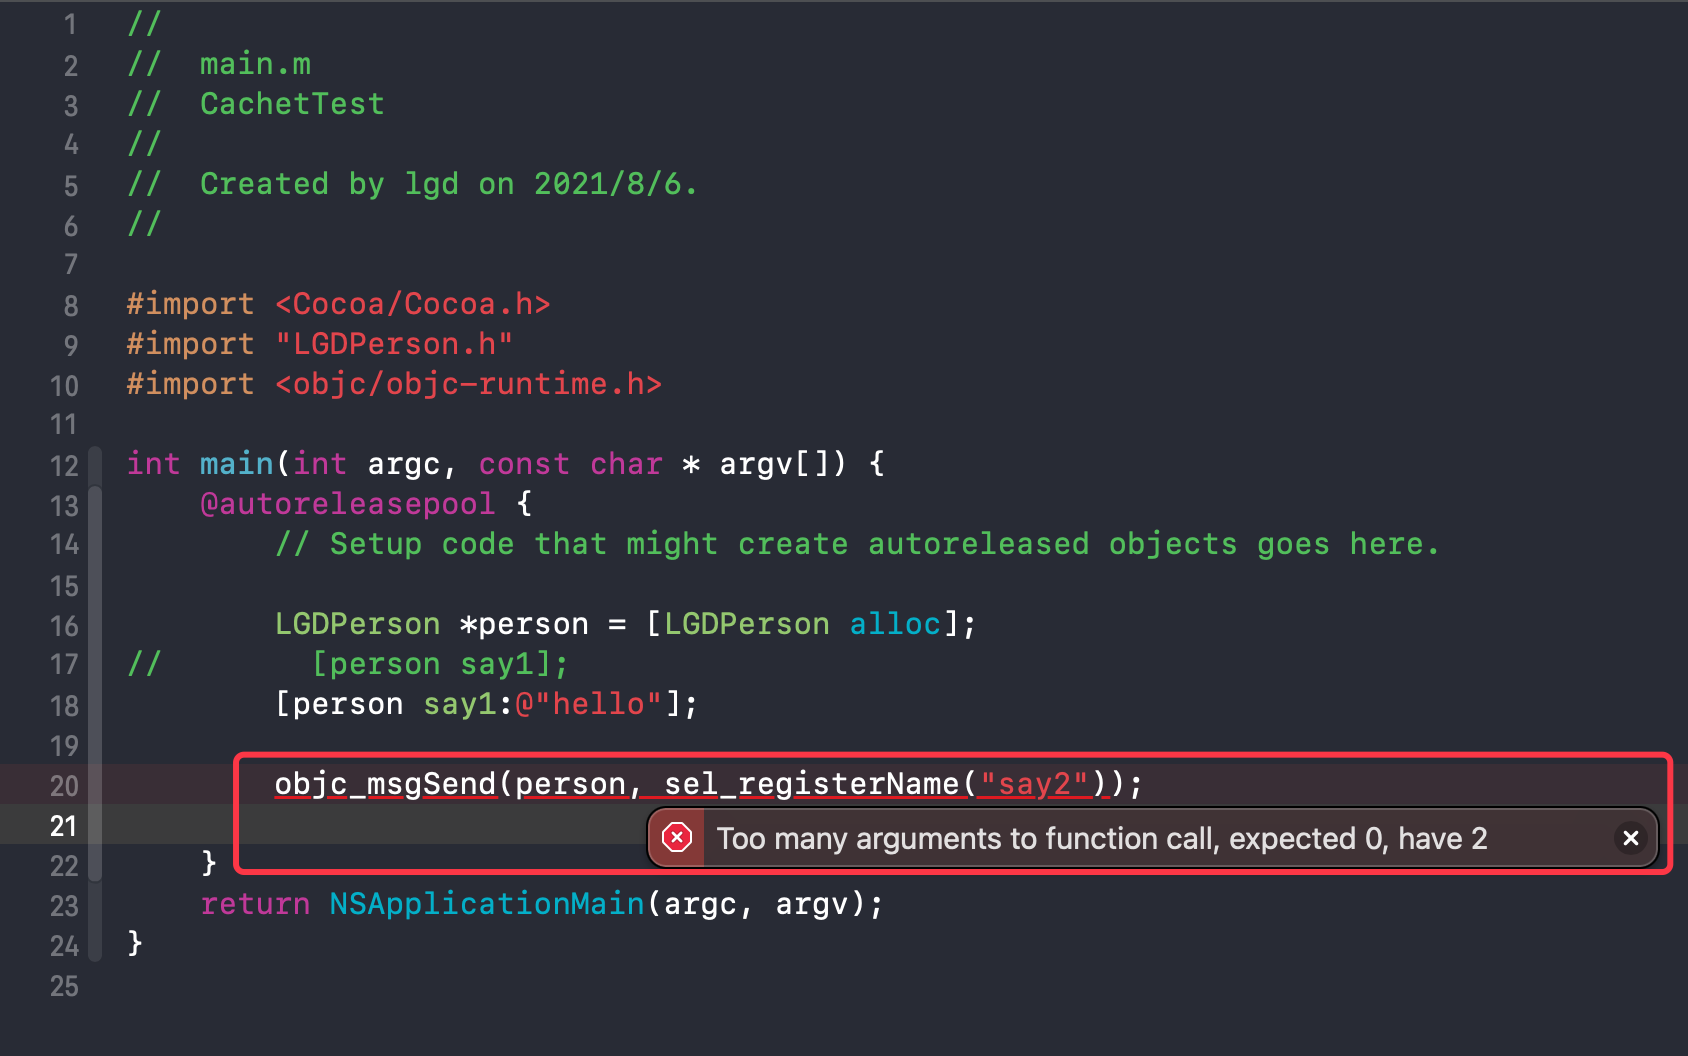 1 //
2 //  main.m
3 //  CachetTest
4 //
5 //  Created by lgd on 2021/8/6.
6 //
7
8 #import <Cocoa/Cocoa.h>
9 #import "LGDPerson.h"
10 #import <objc/objc-runtime.h>
11
12 int main(int argc, const char * argv[]) {
13     @autoreleasepool {
14         // Setup code that might create autoreleased objects goes here.
15
16         LGDPerson *person = [LGDPerson alloc];
17 //        [person say1];
18         [person say1:@"hello"];
19
20         objc_msgSend(person, sel_registerName("say2"));
21 Too many arguments to function call, expected 0, have 2
22     }
23     return NSApplicationMain(argc, argv);
24 }
25